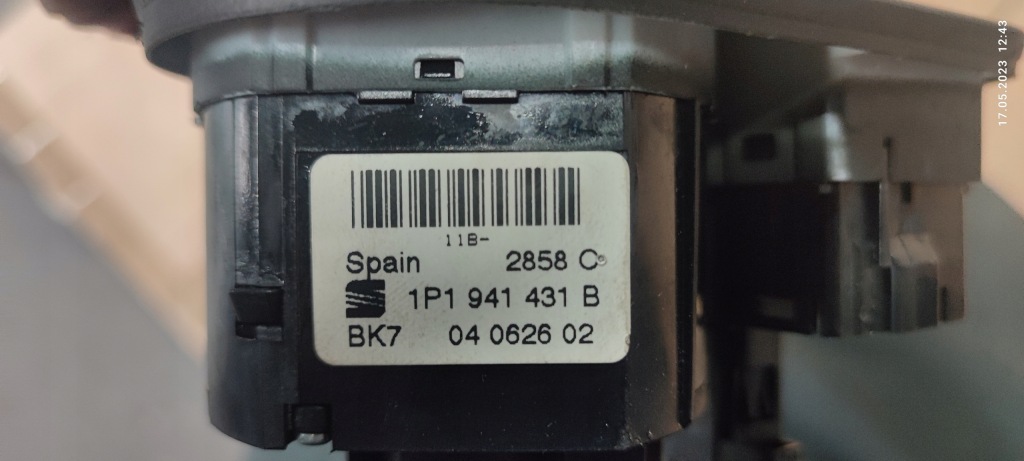 11B-
Spain 2858 C
1P1 941 431 B
BK7 04 0626 02
17.05.2023 12:43